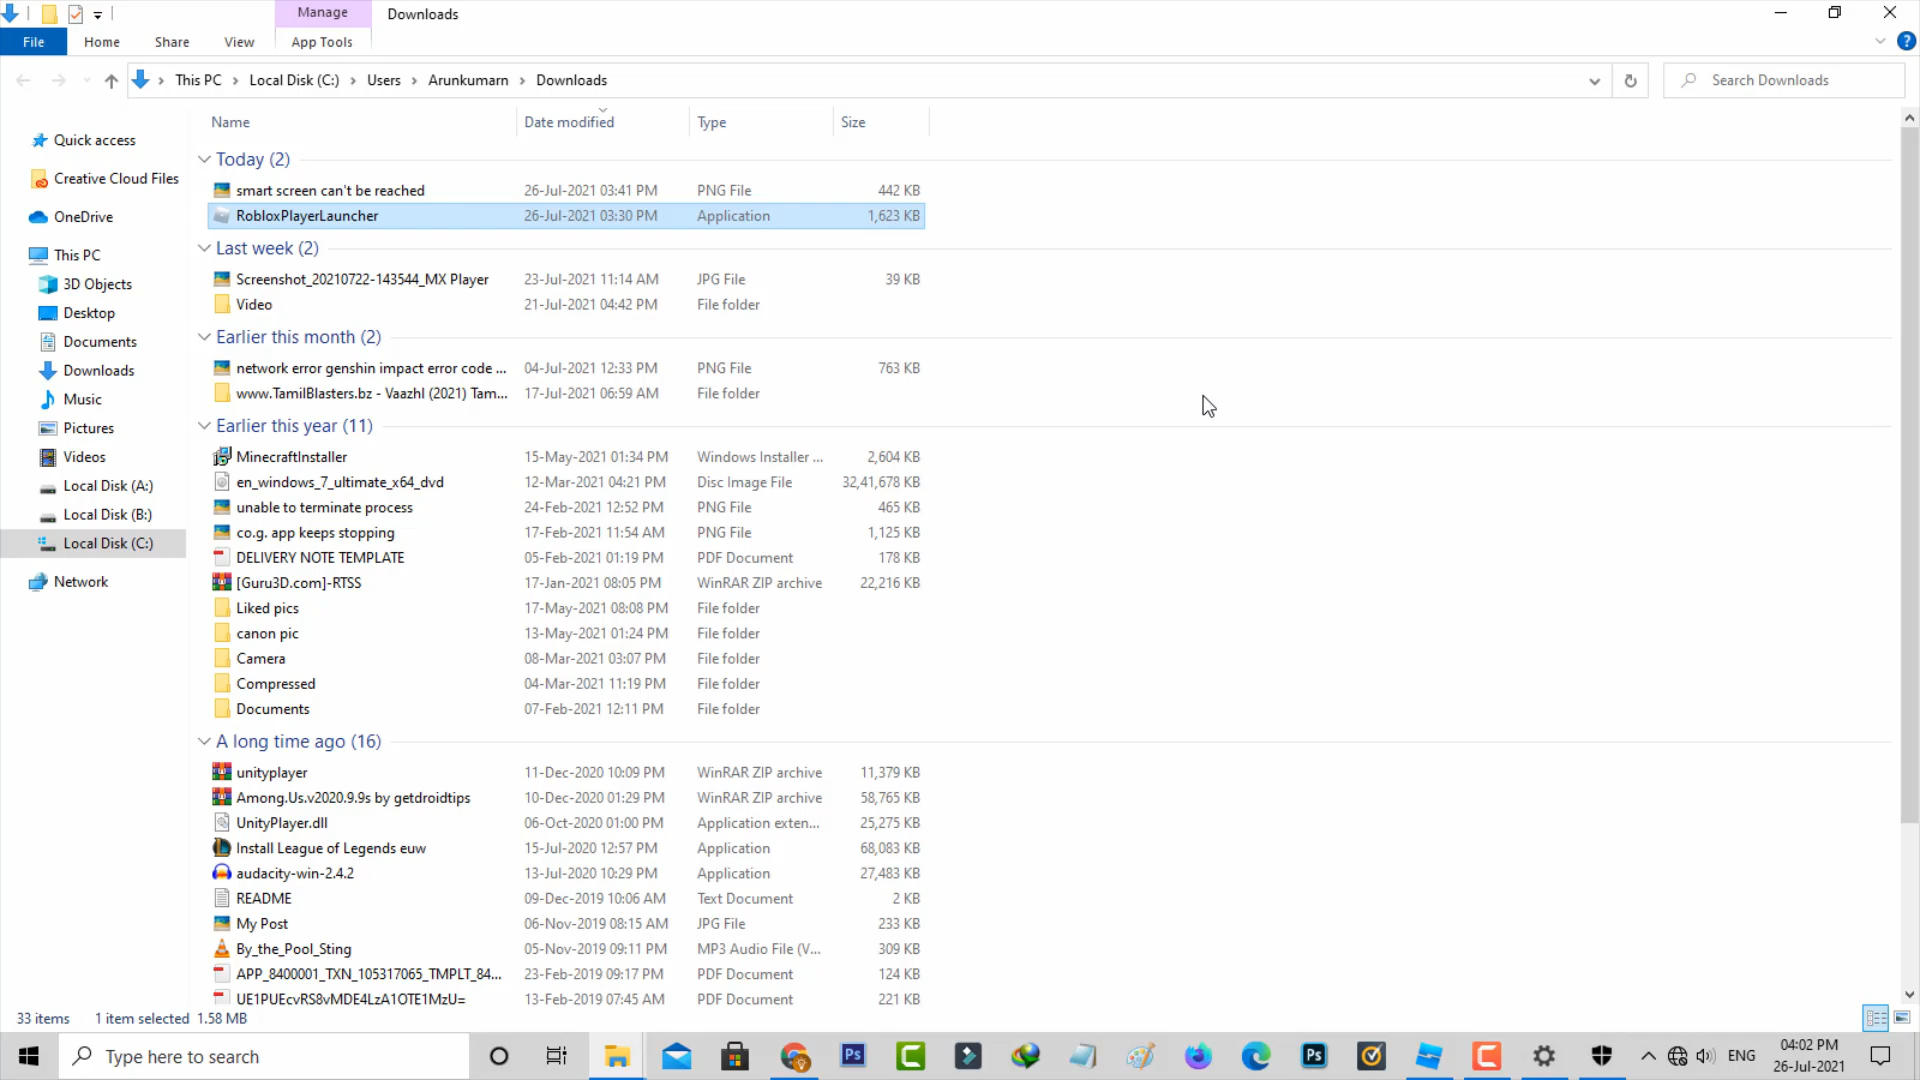 Manage
Downloads
File
Home
Share
View
App Tools
This PC
Local Disk (C:)
Users
Arunkumarn
Downloads
Search Downloads
Name
Date modified
Type
Size
Quick access
Creative Cloud Files
OneDrive
This PC
3D Objects
Desktop
Documents
Downloads
Music
Pictures
Videos
Local Disk (A:)
Local Disk (B:)
Local Disk (C:)
Network
Today (2)
smart screen can't be reached 26-Jul-2021 03:41 PM PNG File 442 KB
RobloxPlayerLauncher 26-Jul-2021 03:30 PM Application 1,623 KB
Last week (2)
Screenshot_20210722-143544_MX Player 23-Jul-2021 11:14 AM JPG File 39 KB
Video 21-Jul-2021 04:42 PM File folder
Earlier this month (2)
network error genshin impact error code ... 04-Jul-2021 12:33 PM PNG File 763 KB
www.TamilBlasters.bz - Vaazhl (2021) Tam... 17-Jul-2021 06:59 AM File folder
Earlier this year (11)
MinecraftInstaller 15-May-2021 01:34 PM Windows Installer ... 2,604 KB
en_windows_7_ultimate_x64_dvd 12-Mar-2021 04:21 PM Disc Image File 32,41,678 KB
unable to terminate process 24-Feb-2021 12:52 PM PNG File 465 KB
co.g. app keeps stopping 17-Feb-2021 11:54 AM PNG File 1,125 KB
DELIVERY NOTE TEMPLATE 05-Feb-2021 01:19 PM PDF Document 178 KB
[Guru3D.com]-RTSS 17-Jan-2021 08:05 PM WinRAR ZIP archive 22,216 KB
Liked pics 17-May-2021 08:08 PM File folder
canon pic 13-May-2021 01:24 PM File folder
Camera 08-Mar-2021 03:07 PM File folder
Compressed 04-Mar-2021 11:19 PM File folder
Documents 07-Feb-2021 12:11 PM File folder
A long time ago (16)
unityplayer 11-Dec-2020 10:09 PM WinRAR ZIP archive 11,379 KB
Among.Us.v2020.9.9s by getdroidtips 10-Dec-2020 01:29 PM WinRAR ZIP archive 58,765 KB
UnityPlayer.dll 06-Oct-2020 01:00 PM Application exten... 25,275 KB
Install League of Legends euw 15-Jul-2020 12:57 PM Application 68,083 KB
audacity-win-2.4.2 13-Jul-2020 10:29 PM Application 27,483 KB
README 09-Dec-2019 10:06 AM Text Document 2 KB
My Post 06-Nov-2019 08:15 AM JPG File 233 KB
By_the_Pool_Sting 05-Nov-2019 09:11 PM MP3 Audio File (V... 309 KB
APP_8400001_TXN_105317065_TMPLT_84... 23-Feb-2019 09:17 PM PDF Document 124 KB
UE1PUEcvRS8vMDE4LzA1OTE1MzU= 13-Feb-2019 07:45 AM PDF Document 221 KB
33 items 1 item selected 1.58 MB
Type here to search
Ps
Ps
ENG
04:02 PM
26-Jul-2021